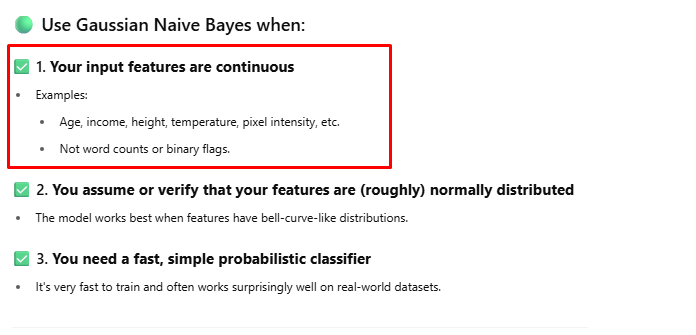 Use Gaussian Naive Bayes when:
1. Your input features are continuous
Examples:
Age, income, height, temperature, pixel intensity, etc.
Not word counts or binary flags.
2. You assume or verify that your features are (roughly) normally distributed
The model works best when features have bell-curve-like distributions.
3. You need a fast, simple probabilistic classifier
It's very fast to train and often works surprisingly well on real-world datasets.